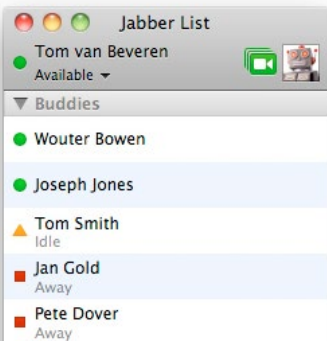 Jabber List
Tom van Beveren
Available
Buddies
Wouter Bowen
Joseph Jones
Tom Smith
Idle
Jan Gold
Away
Pete Dover
Away